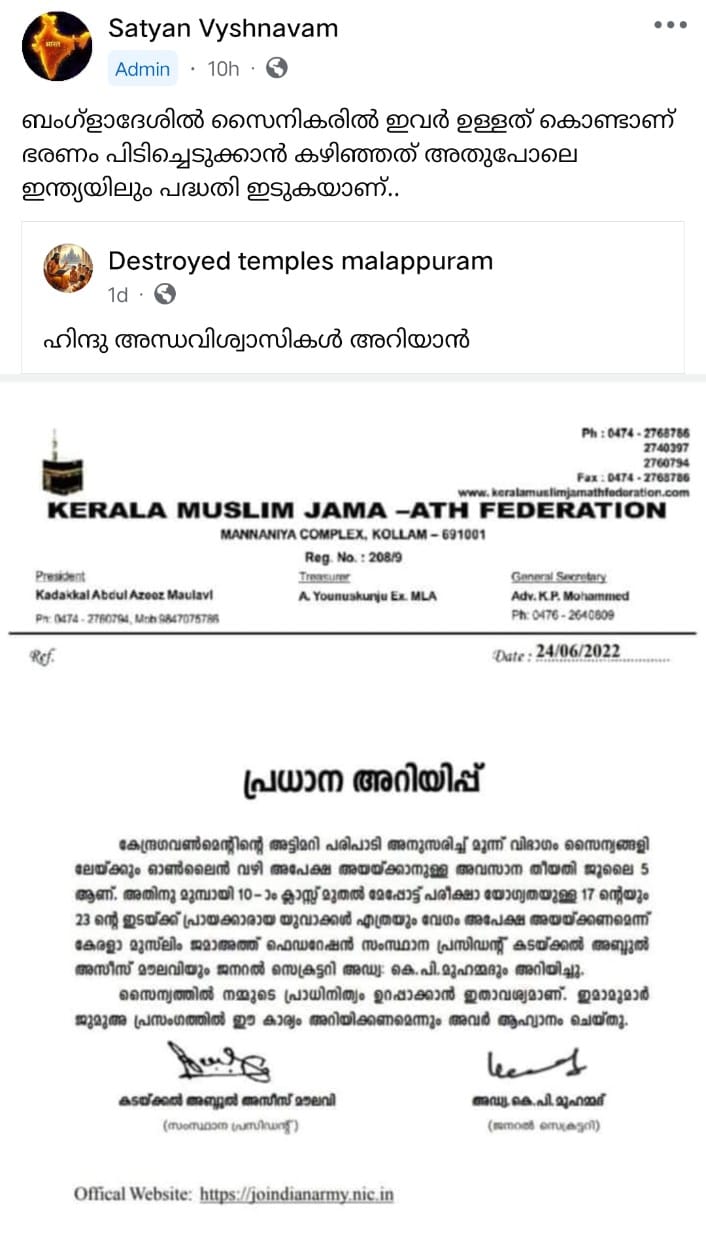 Satyan Vyshnavam
Admin · 10h ·
ബംഗ്ളാദേശിൽ സൈനികരിൽ ഇവർ ഉള്ളത് കൊണ്ടാണ്
ഭരണം പിടിച്ചെടുക്കാൻ കഴിഞ്ഞത് അതുപോലെ
ഇന്ത്യയിലും പദ്ധതി ഇടുകയാണ്..
भारत
Destroyed temples malappuram
1d ·
ഹിന്ദു അന്ധവിശ്വാസികൾ അറിയാൻ
Ph : 0474 - 2768786
2740397
2760794
Fax : 0474 - 2768786
www.keralamuslimjamathfederation.com
KERALA MUSLIM JAMA –ATH FEDERATION
MANNANIYA COMPLEX, KOLLAM – 691001
Reg. No. : 208/9
President Treasurer General Secretary
Kadakkal Abdul Azeez Maulavi A. Younuskunju Ex. MLA Adv. K.P. Mohammed
Pn: 0474 - 2760794, Mob 9847075786 Ph: 0476 - 2640809
Ref. Date : 24/06/2022
പ്രധാന അറിയിപ്പ്
കേന്ദ്രഗവൺമെന്റിന്റെ അട്ടിമറി പരിപാടി അനുസരിച്ച് മൂന്ന് വിഭാഗം സൈന്യങ്ങളി
ലേയ്ക്കും ഓൺലൈൻ വഴി അപേക്ഷ അയയ്ക്കാനുള്ള അവസാന തീയതി ജൂലൈ 5
ആണ്. അതിനു മുമ്പായി 10-ാം ക്ലാസ്സ് മുതൽ മേപ്പോട്ട് പരീക്ഷാ യോഗ്യതയുള്ള 17 ന്റെയും
23 ന്റെ ഇടയ്ക്ക് പ്രായക്കാരായ യുവാക്കൾ എത്രയും വേഗം അപേക്ഷ അയയ്ക്കണമെന്ന്
കേരളാ മുസ്ലിം ജമാഅത്ത് ഫെഡറേഷൻ സംസ്ഥാന പ്രസിഡന്റ് കടയ്ക്കൽ അബ്ദുൽ
അസീസ് മൗലവിയും ജനറൽ സെക്രട്ടറി അഡ്വ: കെ.പി.മുഹമ്മദും അറിയിച്ചു.
സൈന്യത്തിൽ നമ്മുടെ പ്രാധിനിത്യം ഉറപ്പാക്കാൻ ഇതാവശ്യമാണ്. ഇമാമുമാർ
ജുമുഅ പ്രസംഗത്തിൽ ഈ കാര്യം അറിയിക്കണമെന്നും അവർ ആഹ്വാനം ചെയ്തു.
കടയ്ക്കൽ അബ്ദുൽ അസീസ് മൗലവി അഡ്വ. കെ.പി. മുഹമ്മദ്
(സംസ്ഥാന പ്രസിഡന്റ്) (ജനറൽ സെക്രട്ടറി)
Offical Website: https://joindianarmy.nic.in